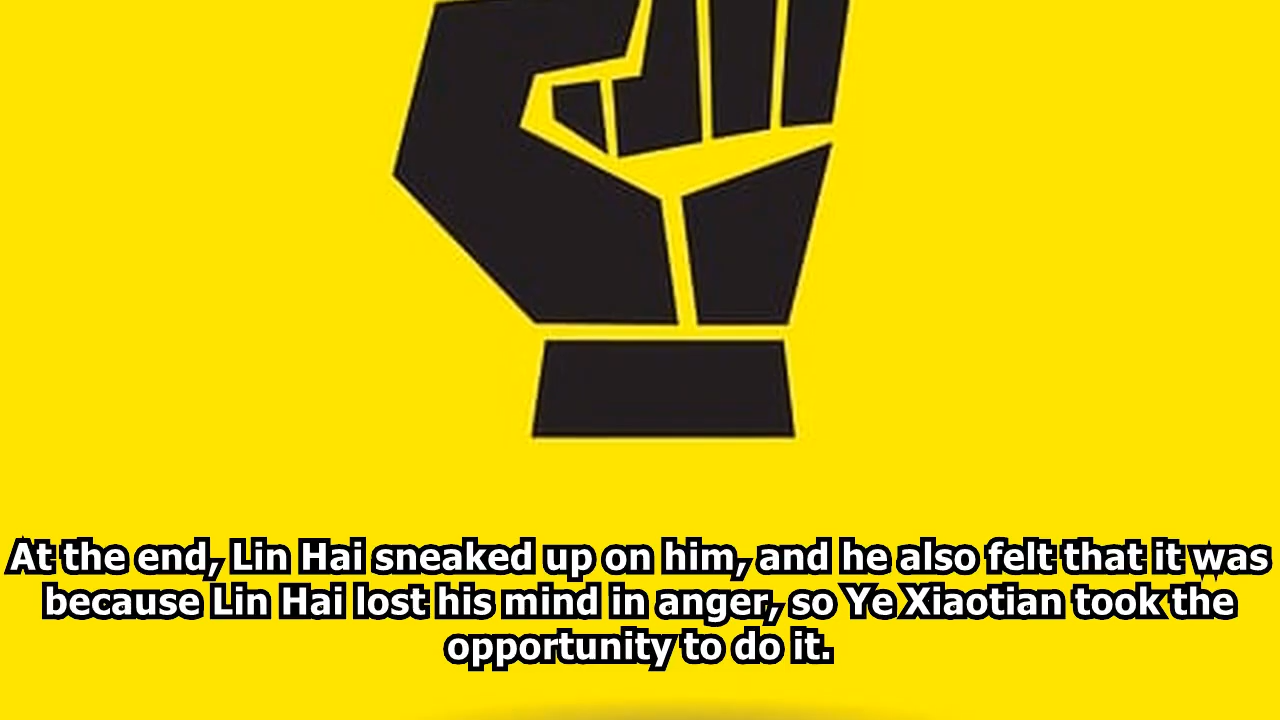 At the end, Lin Hai sneaked up on him, and he also felt that it was
because Lin Hai lost his mind in anger, so Ye Xiaotian took the
opportunity to do it.